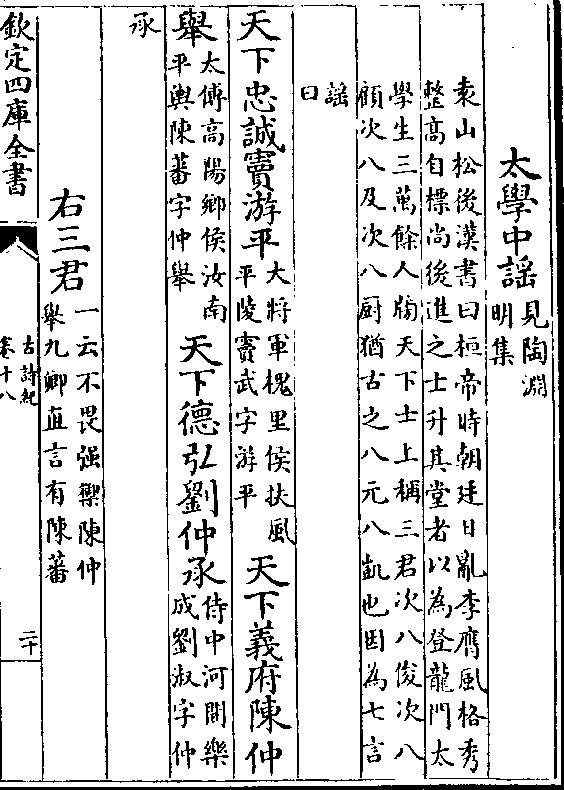 太學中謡見陶淵
明集
袁山松後漢書曰桓帝時朝廷日亂李膺風格秀
整髙自標尚後進之士升其堂者以為登龍門太
學生三萬餘人牓天下士上稱三君次八俊次八
顧次八及次八厨猶古之八元八凱也因為七言
謡
曰
天下忠誠竇游平大將軍槐里侯扶風
平陵竇武字游平天下義府陳仲
舉太傅高陽鄉侯汝南
平輿陳蕃字仲舉天下德弘劉仲承侍中河間樂
成劉淑字仲
承
右三君一云不畏强禦陳仲
舉九卿直言有陳蕃
欽定四庫全書
古詩紀
卷十八
二十